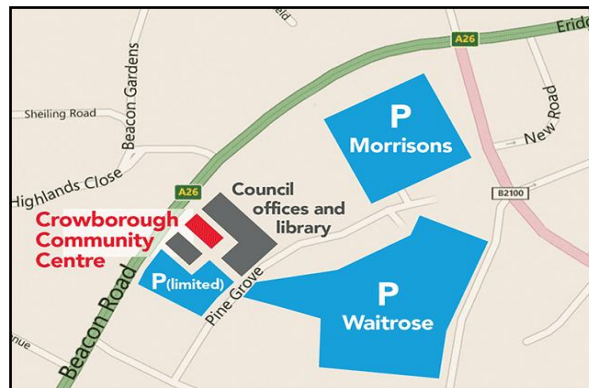 A26
Erid
P
Morrisons
New Road
Beacon Gardens
Sheiling Road
Highlands Close
A26
B2100
Council
offices and
library
Crowborough
Community
Centre
P(limited)
Pine Grove
P
Waitrose
Beacon Road
enue